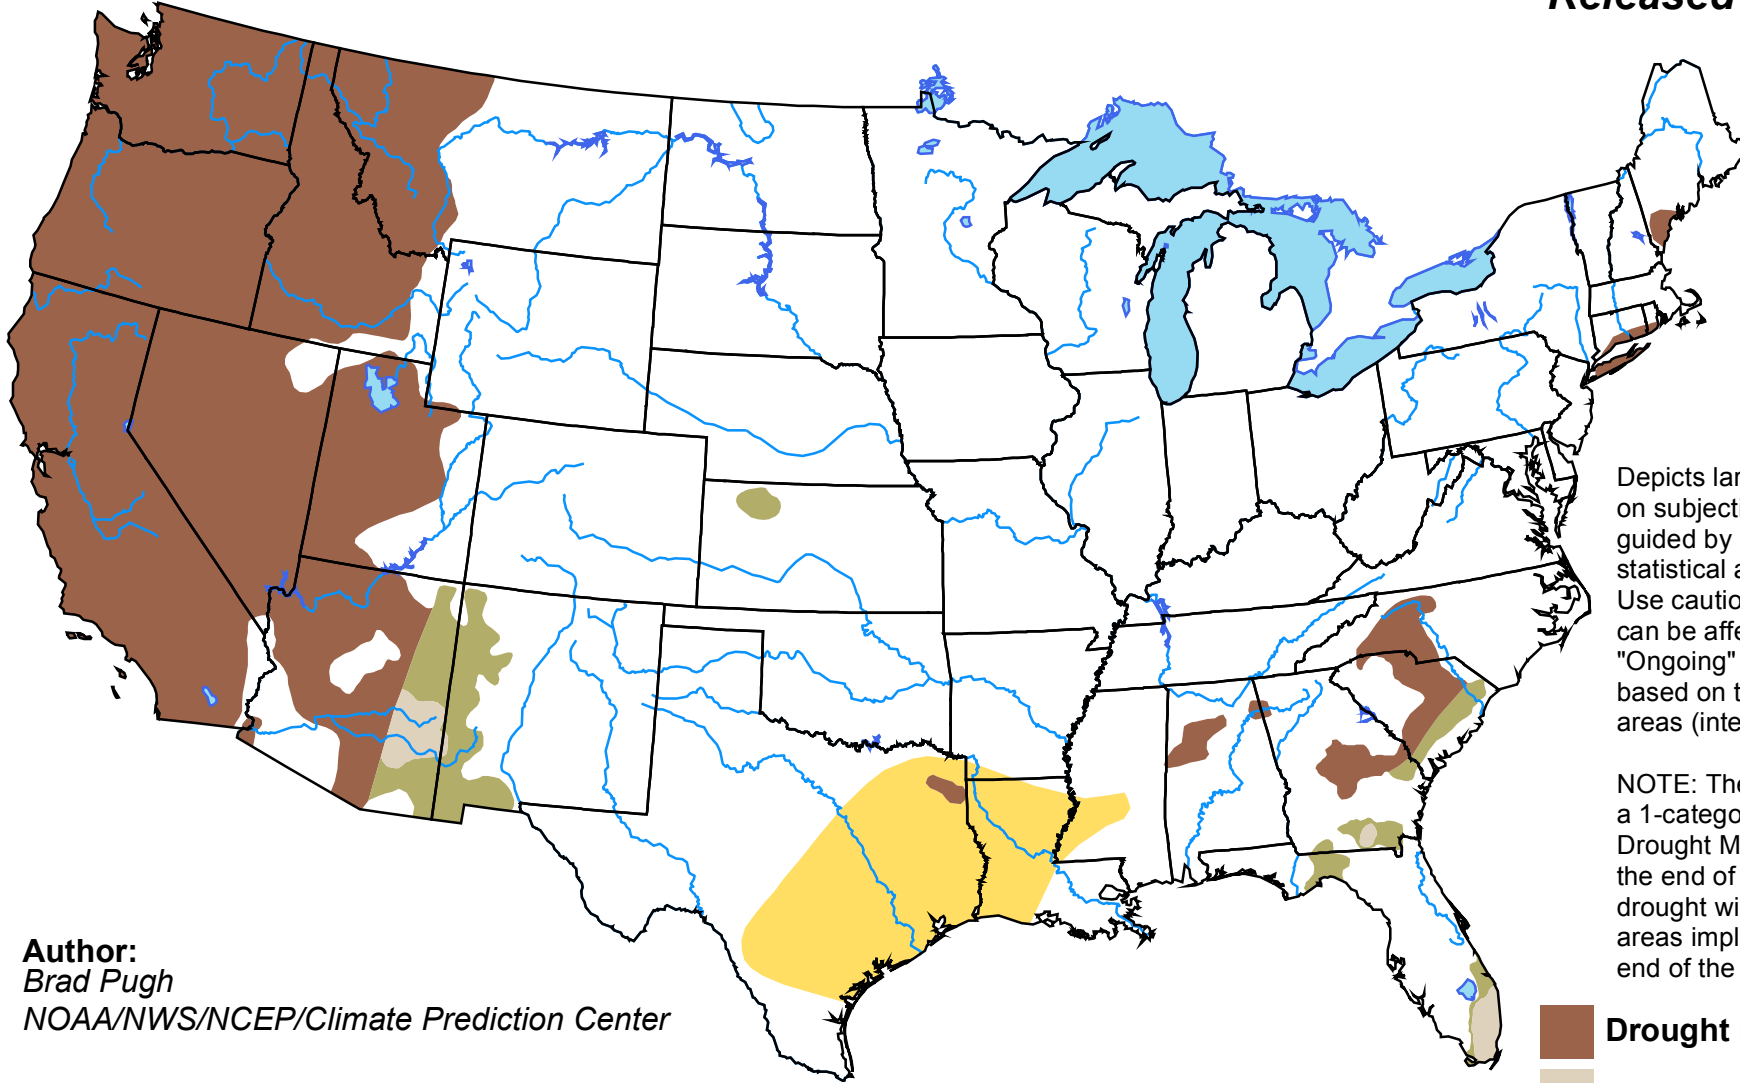 Released
Depicts lar
on subjecti
guided by
statistical a
Use cautio
can be affe
"Ongoing"
based on t
areas (inte
NOTE: The
a 1-catego
Drought M
the end of
drought wi
areas impl
end of the
Author:
Brad Pugh
NOAA/NWS/NCEP/Climate Prediction Center
Drought